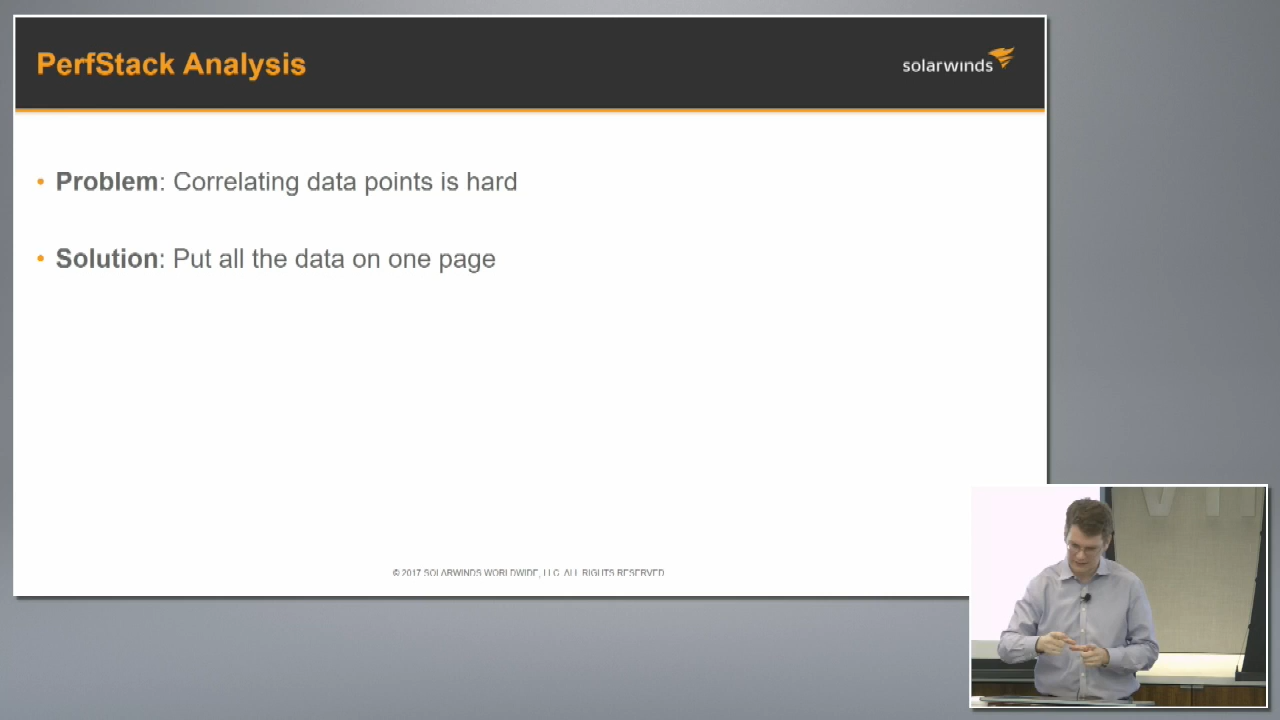 PerfStack Analysis
solarwinds
• Problem: Correlating data points is hard
• Solution: Put all the data on one page
© 2017 SOLARWINDS WORLDWIDE, LLC. ALL RIGHTS RESERVED.